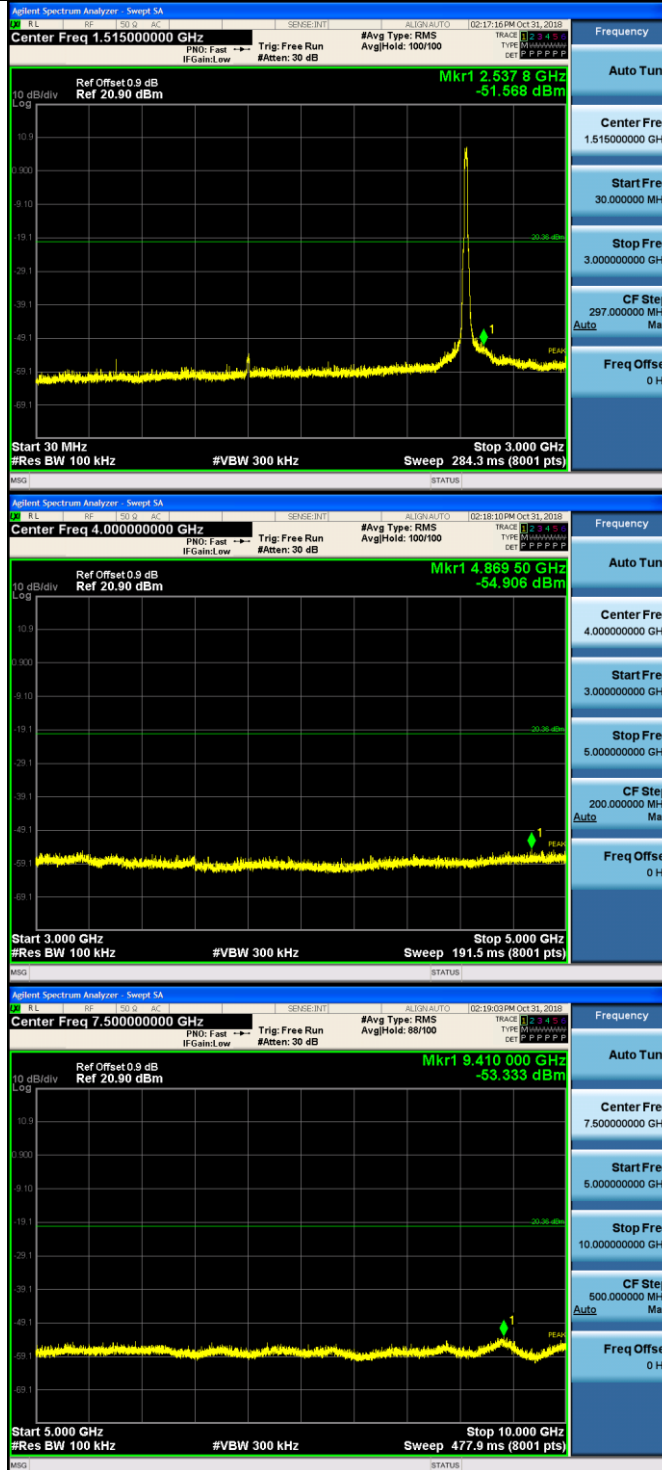 Agilent Spectrum Analyzer - Swept SA
RL RF 50 Ω AC SENSE:INT ALIGNAUTO 02:17:16 PM Oct 31, 2018
Center Freq 1.515000000 GHz
PNO: Fast Trig: Free Run
IFGain:Low #Atten: 30 dB
#Avg Type: RMS
Avg|Hold: 100/100
TRACE 1 2 3 4 5 6
TYPE M
DET P P P P P P
Frequency
Ref Offset 0.9 dB
10 dB/div Ref 20.90 dBm
Log
Mkr1 2.537 8 GHz
-51.568 dBm
10.9
0.900
-9.10
-19.1
-29.1
-39.1
-49.1
-59.1
-69.1
-20.36 dBm
1
PEAK
Start 30 MHz Stop 3.000 GHz
#Res BW 100 kHz #VBW 300 kHz Sweep 284.3 ms (8001 pts)
MSG STATUS
Auto Tun
Center Fre
1.515000000 GH
Start Fre
30.000000 MH
Stop Fre
3.000000000 GH
CF Ste
297.000000 MH
Auto Ma
Freq Offse
0 H
Agilent Spectrum Analyzer - Swept SA
RL RF 50 Ω AC SENSE:INT ALIGNAUTO 02:18:10 PM Oct 31, 2018
Center Freq 4.000000000 GHz
PNO: Fast Trig: Free Run
IFGain:Low #Atten: 30 dB
#Avg Type: RMS
Avg|Hold: 100/100
TRACE 1 2 3 4 5 6
TYPE M
DET P P P P P P
Frequency
Ref Offset 0.9 dB
10 dB/div Ref 20.90 dBm
Log
Mkr1 4.869 50 GHz
-54.906 dBm
10.9
0.900
-9.10
-19.1
-29.1
-39.1
-49.1
-59.1
-69.1
-20.36 dBm
1
PEAK
Start 3.000 GHz Stop 5.000 GHz
#Res BW 100 kHz #VBW 300 kHz Sweep 191.5 ms (8001 pts)
MSG STATUS
Auto Tun
Center Fre
4.000000000 GH
Start Fre
3.000000000 GH
Stop Fre
5.000000000 GH
CF Ste
200.000000 MH
Auto Ma
Freq Offse
0 H
Agilent Spectrum Analyzer - Swept SA
RL RF 50 Ω AC SENSE:INT ALIGNAUTO 02:19:03 PM Oct 31, 2018
Center Freq 7.500000000 GHz
PNO: Fast Trig: Free Run
IFGain:Low #Atten: 30 dB
#Avg Type: RMS
Avg|Hold: 88/100
TRACE 1 2 3 4 5 6
TYPE M
DET P P P P P P
Frequency
Ref Offset 0.9 dB
10 dB/div Ref 20.90 dBm
Log
Mkr1 9.410 000 GHz
-53.333 dBm
10.9
0.900
-9.10
-19.1
-29.1
-39.1
-49.1
-59.1
-69.1
-20.36 dBm
1
PEAK
Start 5.000 GHz Stop 10.000 GHz
#Res BW 100 kHz #VBW 300 kHz Sweep 477.9 ms (8001 pts)
MSG STATUS
Auto Tun
Center Fre
7.500000000 GH
Start Fre
5.000000000 GH
Stop Fre
10.000000000 GH
CF Ste
500.000000 MH
Auto Ma
Freq Offse
0 H